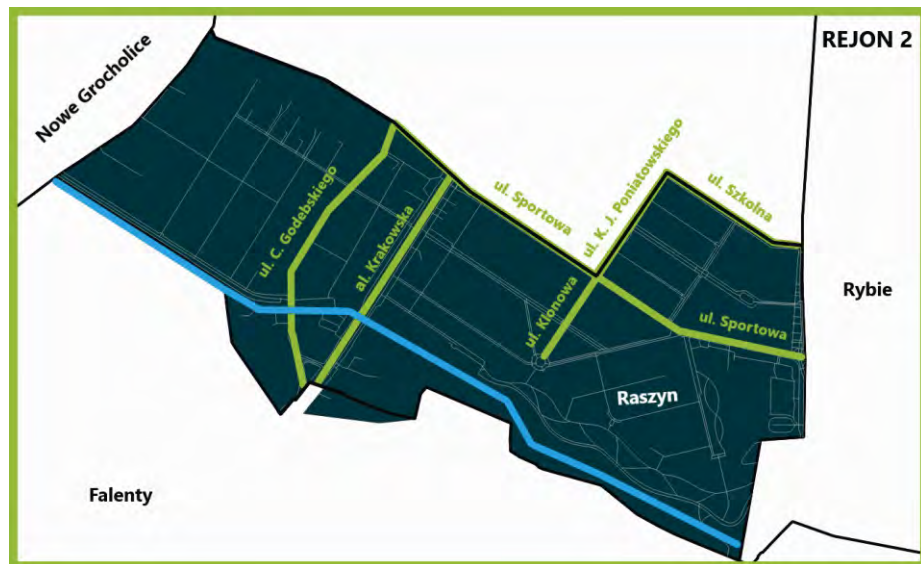 REJON 2
Nowe Grocholice
ul. C. Godebskiego
al. Krakowska
ul. Sportowa
ul. K. J. Poniatowskiego
ul. Szkolna
ul. Klonowa
ul. Sportowa
Rybie
Raszyn
Falenty